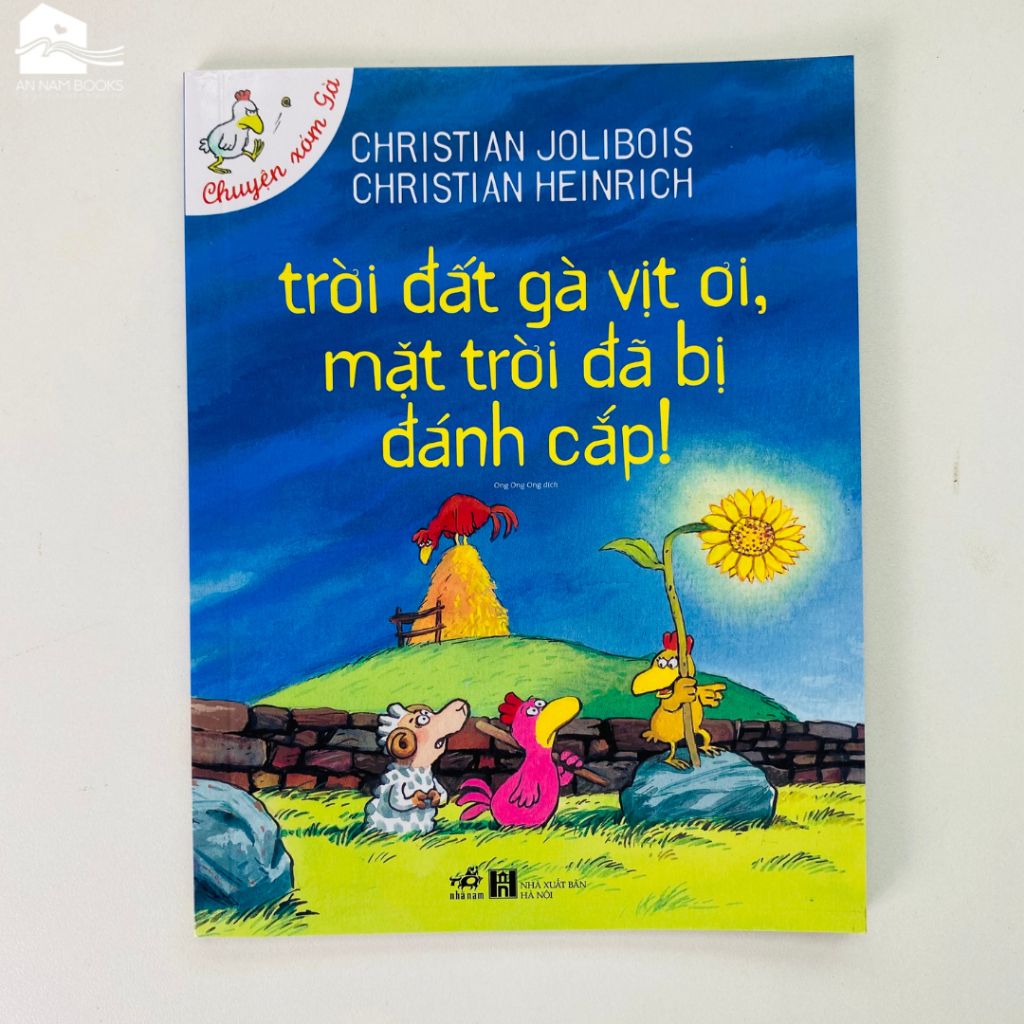 AN NAM BOOKS
Chuyện xóm Gà
CHRISTIAN JOLIBOIS
CHRISTIAN HEINRICH
trời đất gà vịt ơi,
mặt trời đã bị
đánh cắp!
Ong Ong Ong dịch
nhã nam
NHÀ XUẤT BẢN
HÀ NỘI